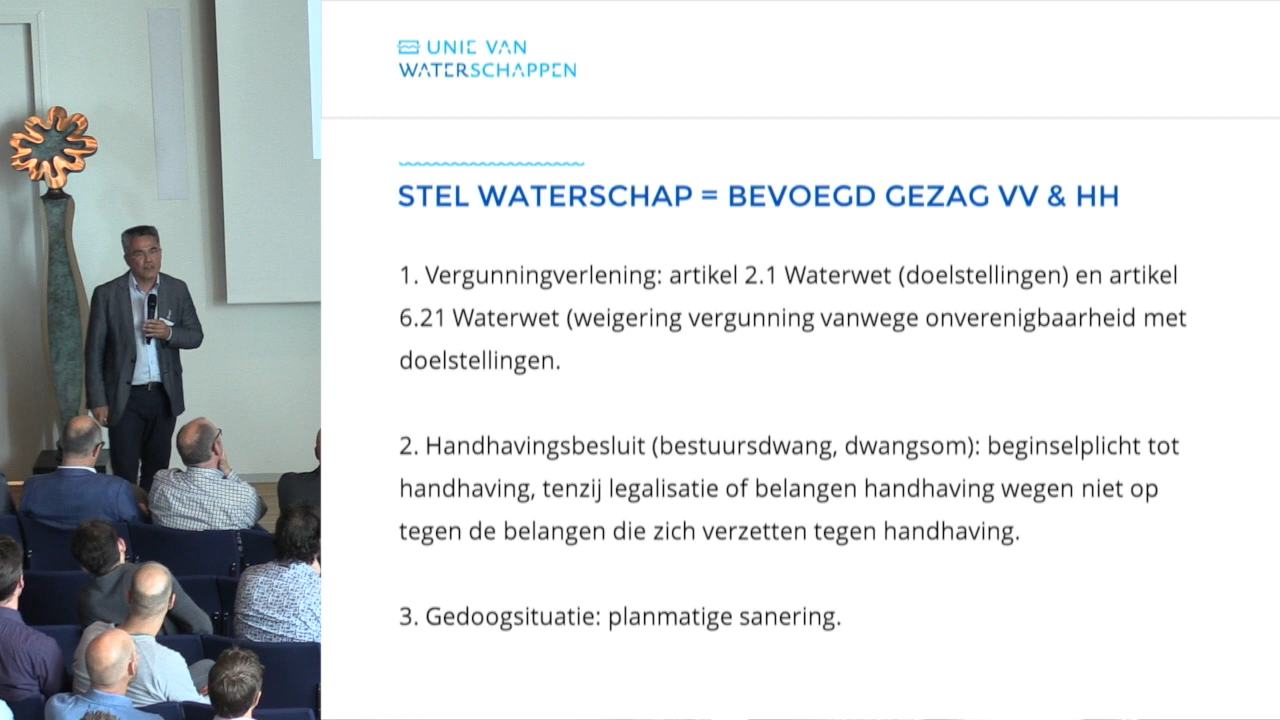 UNIE VAN
WATERSCHAPPEN
STEL WATERSCHAP = BEVOEGD GEZAG VV & HH
1. Vergunningverlening: artikel 2.1 Waterwet (doelstellingen) en artikel
6.21 Waterwet (weigering vergunning vanwege onverenigbaarheid met
doelstellingen.
2. Handhavingsbesluit (bestuursdwang, dwangsom): beginselplicht tot
handhaving, tenzij legalisatie of belangen handhaving wegen niet op
tegen de belangen die zich verzetten tegen handhaving.
3. Gedoogsituatie: planmatige sanering.